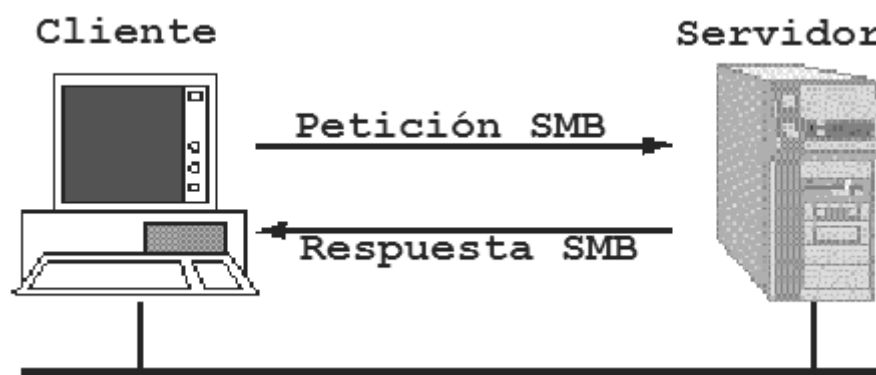 Cliente
Servidor
Petición SMB
Respuesta SMB